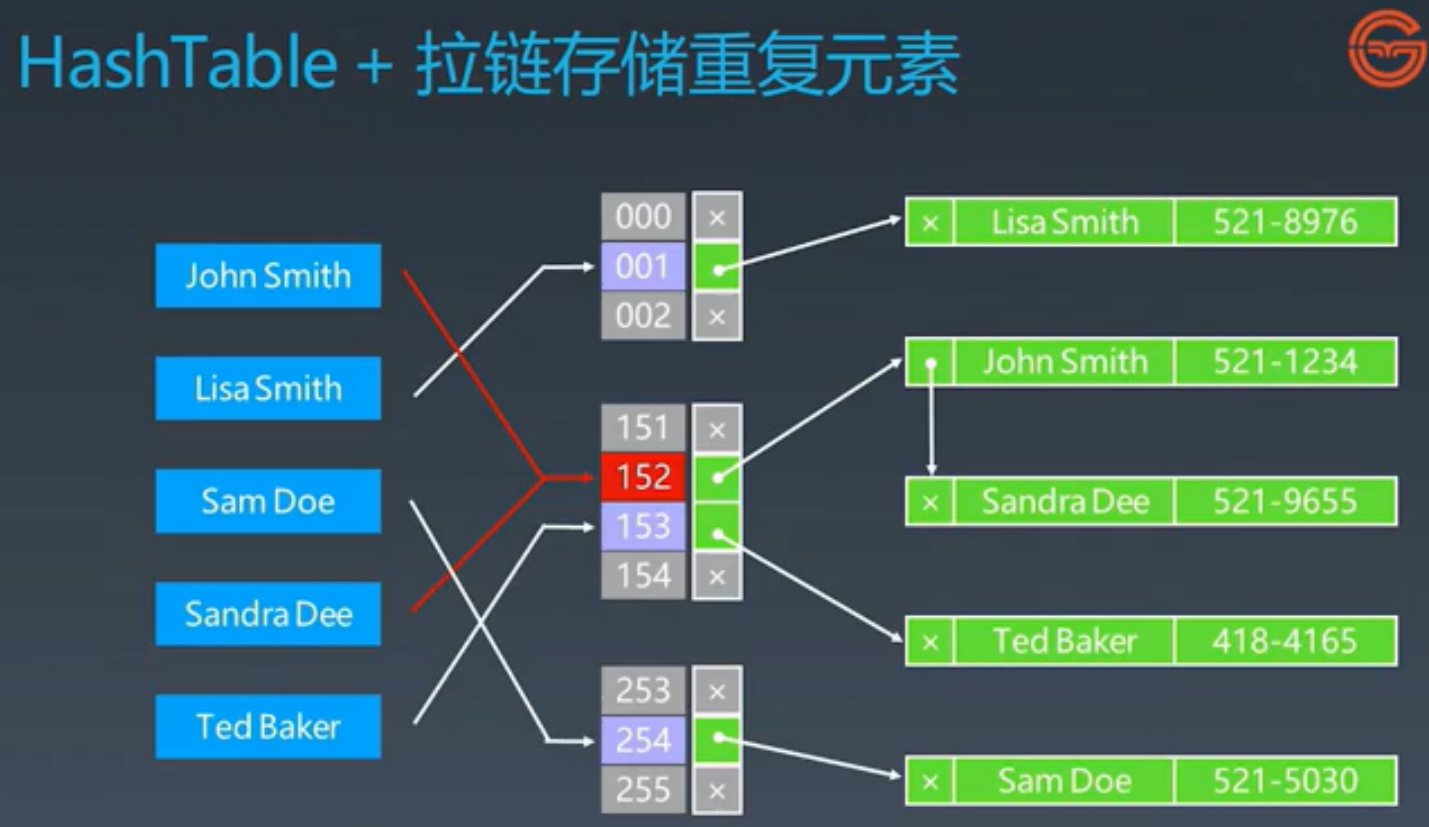 HashTable + 拉链存储重复元素
John Smith
Lisa Smith
Sam Doe
Sandra Dee
Ted Baker
000 ×
001
002 ×
151 ×
152
153
154 ×
253 ×
254
255 ×
× Lisa Smith 521-8976
John Smith 521-1234
× Sandra Dee 521-9655
× Ted Baker 418-4165
× Sam Doe 521-5030